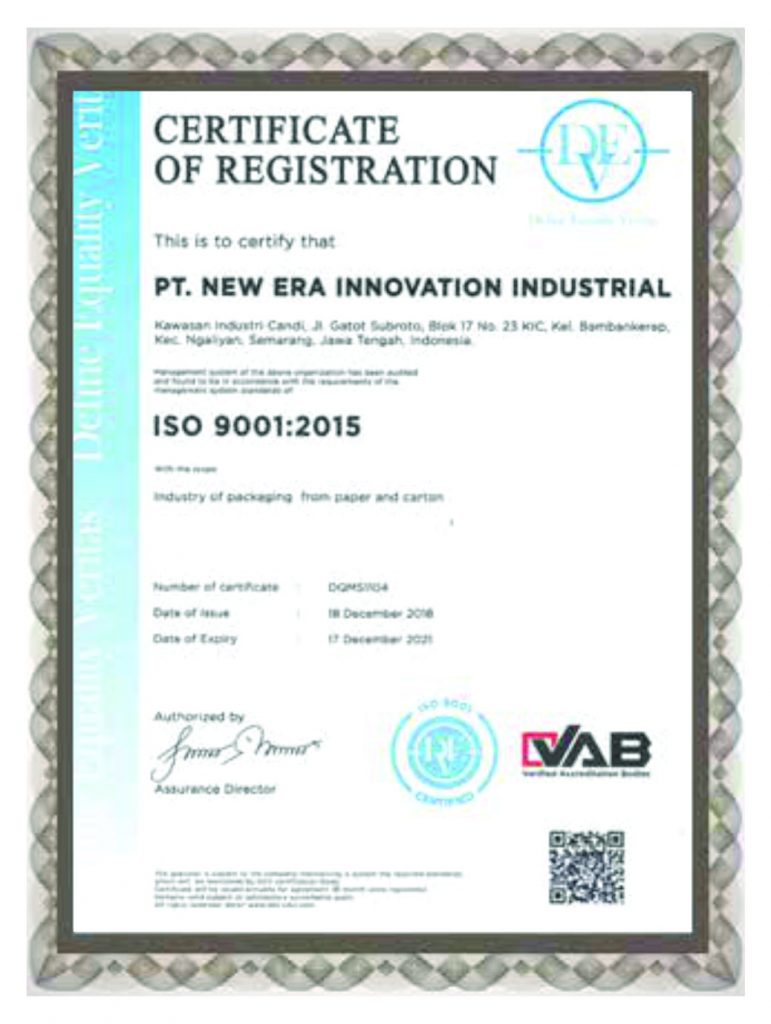 CERTIFICATE
OF REGISTRATION
DEV
This is to certify that
PT. NEW ERA INNOVATION INDUSTRIAL
Kawasan Industri Candi, Jl. Gatot Subroto, Blok 17 No. 23 KIC, Kel. Bambankerep,
Kec. Ngaliyan, Semarang, Jawa Tengah, Indonesia.
Management system of the above organization has been audited
and found to be in accordance with the requirements of the
management system standards of
ISO 9001:2015
With the scope
Industry of packaging from paper and carton
Number of certificate : DQMS1104
Date of Issue : 18 December 2018
Date of Expiry : 17 December 2021
Authorized by
Assurance Director
ISO 9001
DEV
CERTIFIED
VAB
Verified Accreditation Bodies
Define Equality Veritas